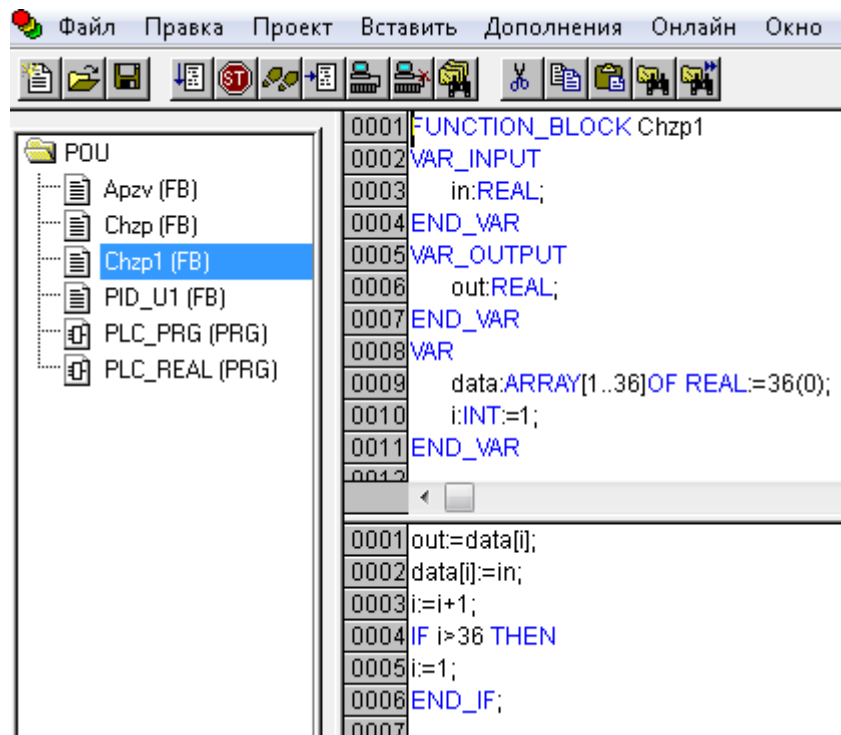 Файл Правка Проект Вставить Дополнения Онлайн Окно
ST
POU
Apzv (FB)
Chzp (FB)
Chzp1 (FB)
PID_U1 (FB)
PLC_PRG (PRG)
PLC_REAL (PRG)
0001 FUNCTION_BLOCK Chzp1
0002 VAR_INPUT
0003 in:REAL;
0004 END_VAR
0005 VAR_OUTPUT
0006 out:REAL;
0007 END_VAR
0008 VAR
0009 data:ARRAY[1..36]OF REAL:=36(0);
0010 i:INT:=1;
0011 END_VAR
0012
0001 out:=data[i];
0002 data[i]:=in;
0003 i:=i+1;
0004 IF i>36 THEN
0005 i:=1;
0006 END_IF;
0007